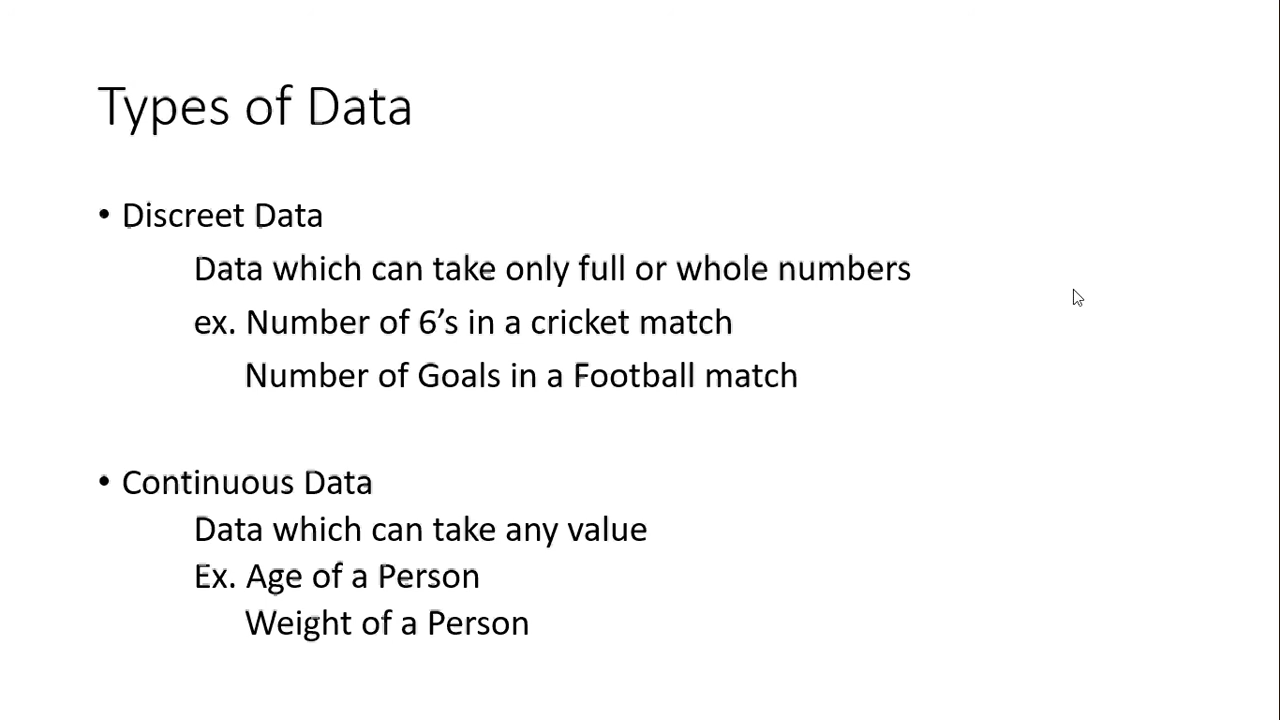 Types of Data
• Discreet Data
Data which can take only full or whole numbers
ex. Number of 6’s in a cricket match
Number of Goals in a Football match
• Continuous Data
Data which can take any value
Ex. Age of a Person
Weight of a Person